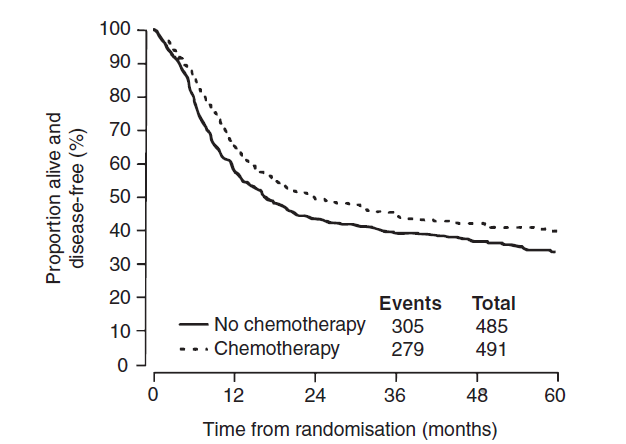 Proportion alive and
disease-free (%)
100
90
80
70
60
50
40
30
20
10
0
Events Total
No chemotherapy 305 485
Chemotherapy 279 491
0 12 24 36 48 60
Time from randomisation (months)